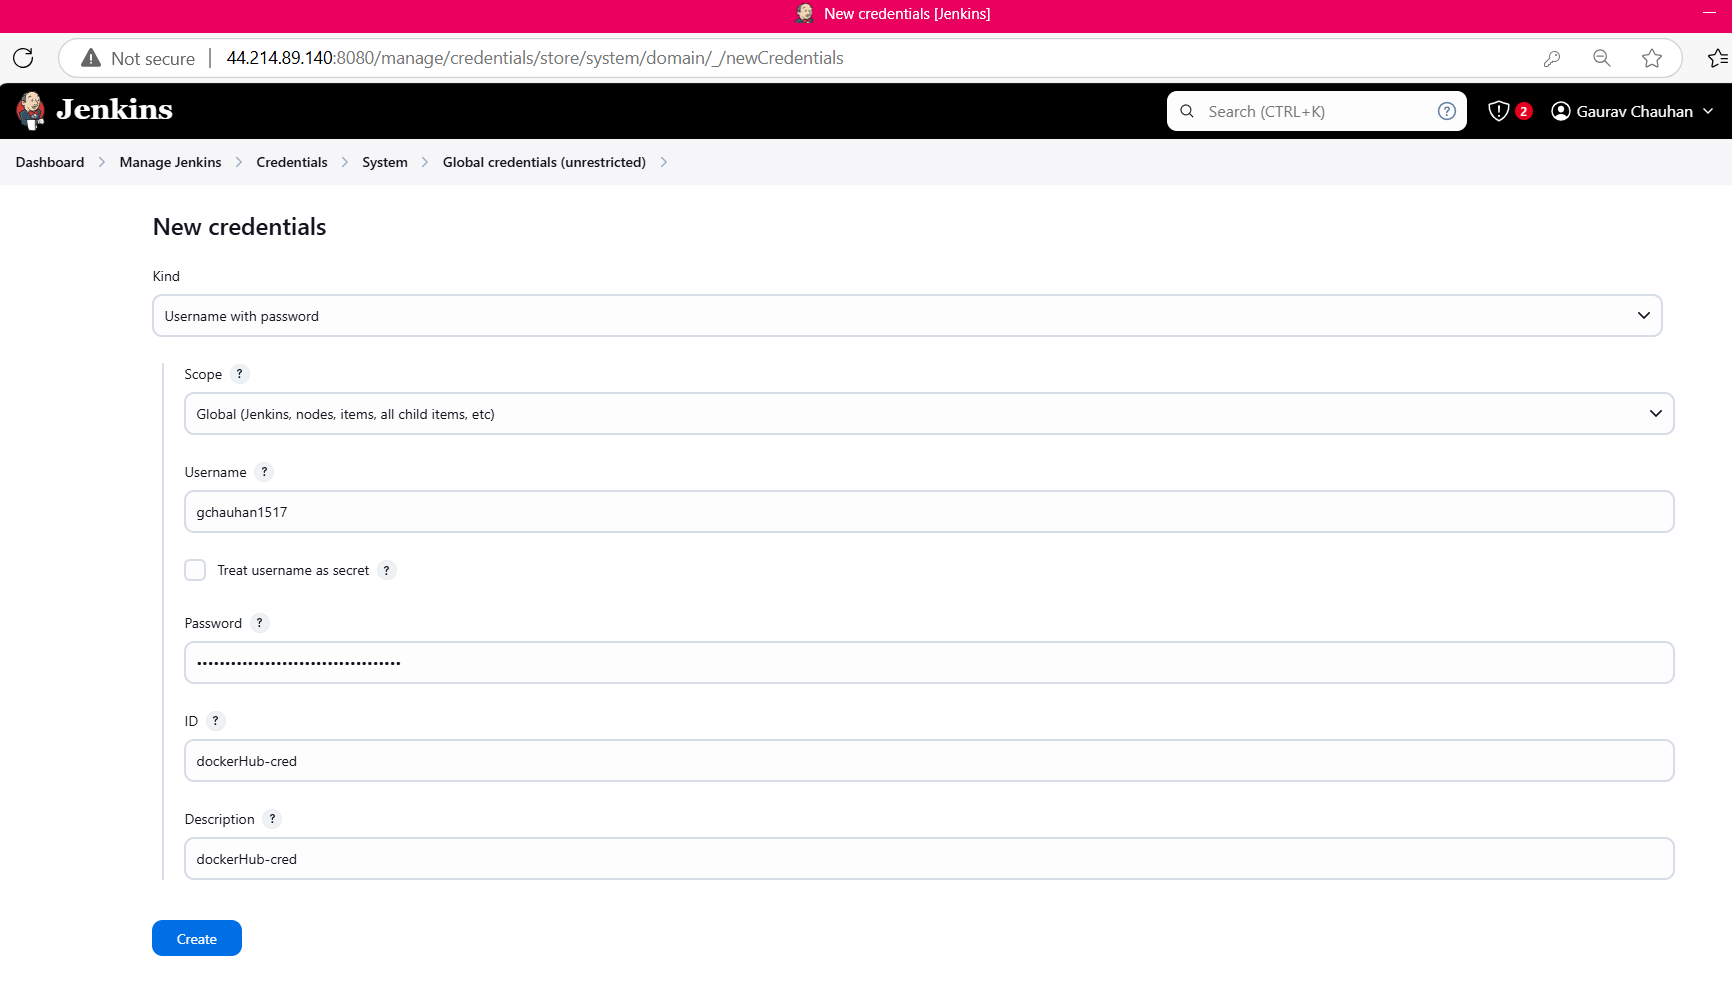 New credentials [Jenkins]
Not secure | 44.214.89.140:8080/manage/credentials/store/system/domain/_/newCredentials
Jenkins
Search (CTRL+K) ?
2
Gaurav Chauhan
Dashboard > Manage Jenkins > Credentials > System > Global credentials (unrestricted) >
New credentials
Kind
Username with password
Scope ?
Global (Jenkins, nodes, items, all child items, etc)
Username ?
gchauhan1517
Treat username as secret ?
Password ?
••••••••••••••••••••••••••••••••••••
ID ?
dockerHub-cred
Description ?
dockerHub-cred
Create